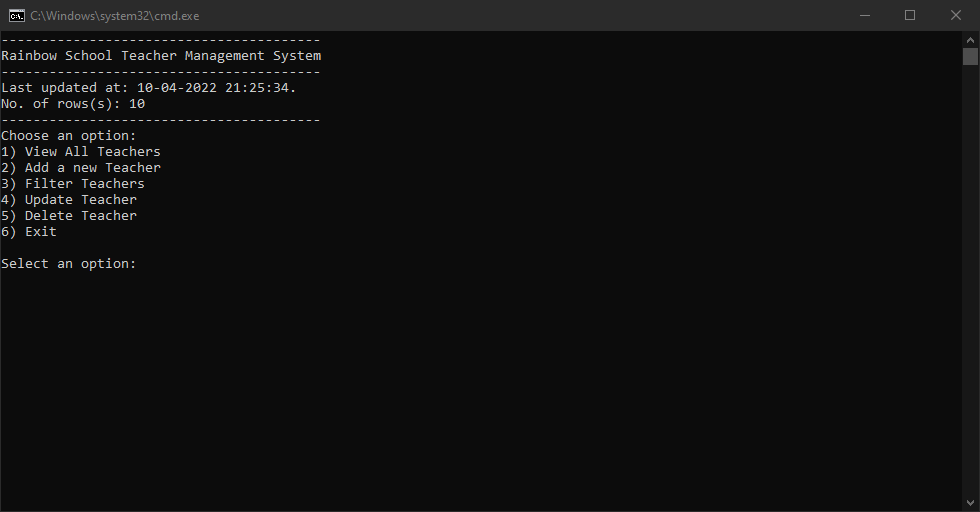 C:\Windows\system32\cmd.exe
----------------------------------------
Rainbow School Teacher Management System
----------------------------------------
Last updated at: 10-04-2022 21:25:34.
No. of rows(s): 10
----------------------------------------
Choose an option:
1) View All Teachers
2) Add a new Teacher
3) Filter Teachers
4) Update Teacher
5) Delete Teacher
6) Exit
Select an option: